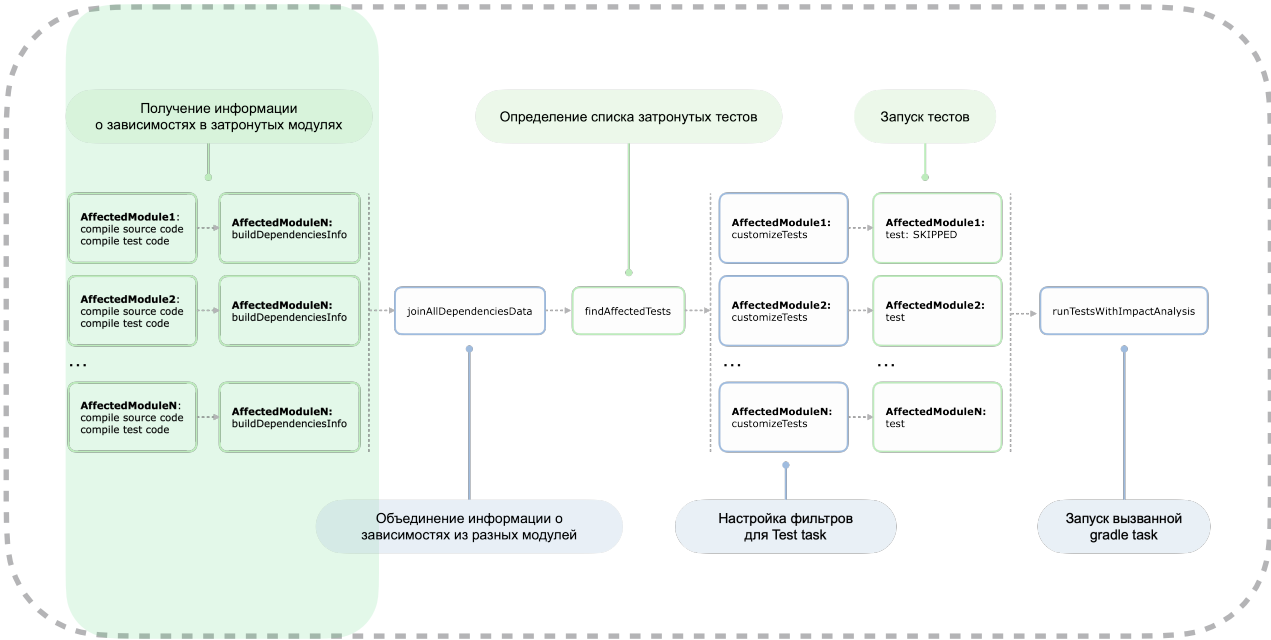 Получение информации
о зависимостях в затронутых модулях
Определение списка затронутых тестов
Запуск тестов
AffectedModule1:
compile source code
compile test code
AffectedModuleN:
buildDependenciesInfo
AffectedModule1:
customizeTests
AffectedModule1:
test: SKIPPED
AffectedModule2:
compile source code
compile test code
AffectedModuleN:
buildDependenciesInfo
joinAllDependenciesData
findAffectedTests
AffectedModule2:
customizeTests
AffectedModule2:
test
runTestsWithImpactAnalysis
...
...
...
AffectedModuleN:
compile source code
compile test code
AffectedModuleN:
buildDependenciesInfo
AffectedModuleN:
customizeTests
AffectedModuleN:
test
Объединение информации о
зависимостях из разных модулей
Настройка фильтров
для Test task
Запуск вызванной
gradle task